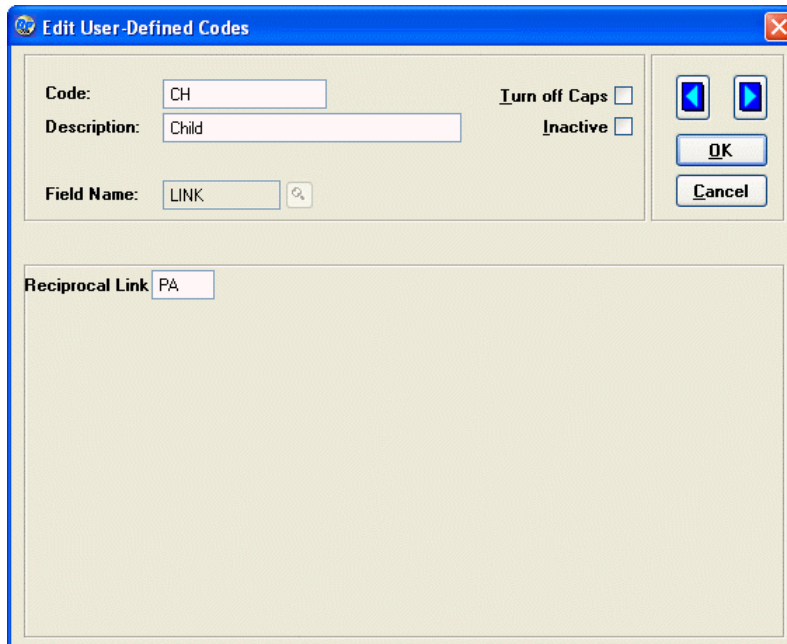 Edit User-Defined Codes
Code: CH Turn off Caps
Description: Child Inactive
OK
Field Name: LINK Cancel
Reciprocal Link PA